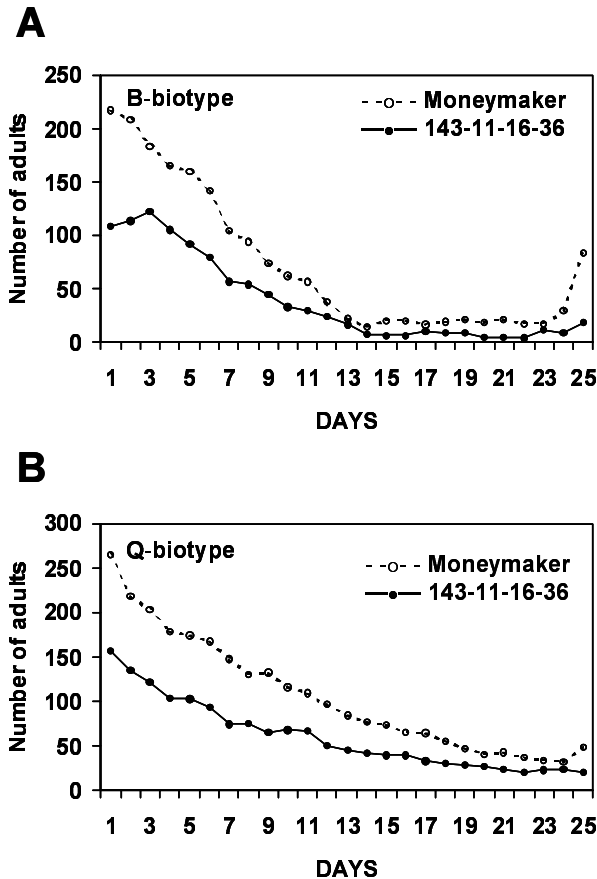 A
B-biotype
Moneymaker
143-11-16-36
Number of adults
250
200
150
100
50
0
1 3 5 7 9 11 13 15 17 19 21 23 25
DAYS
B
Q-biotype
Moneymaker
143-11-16-36
Number of adults
300
250
200
150
100
50
0
1 3 5 7 9 11 13 15 17 19 21 23 25
DAYS